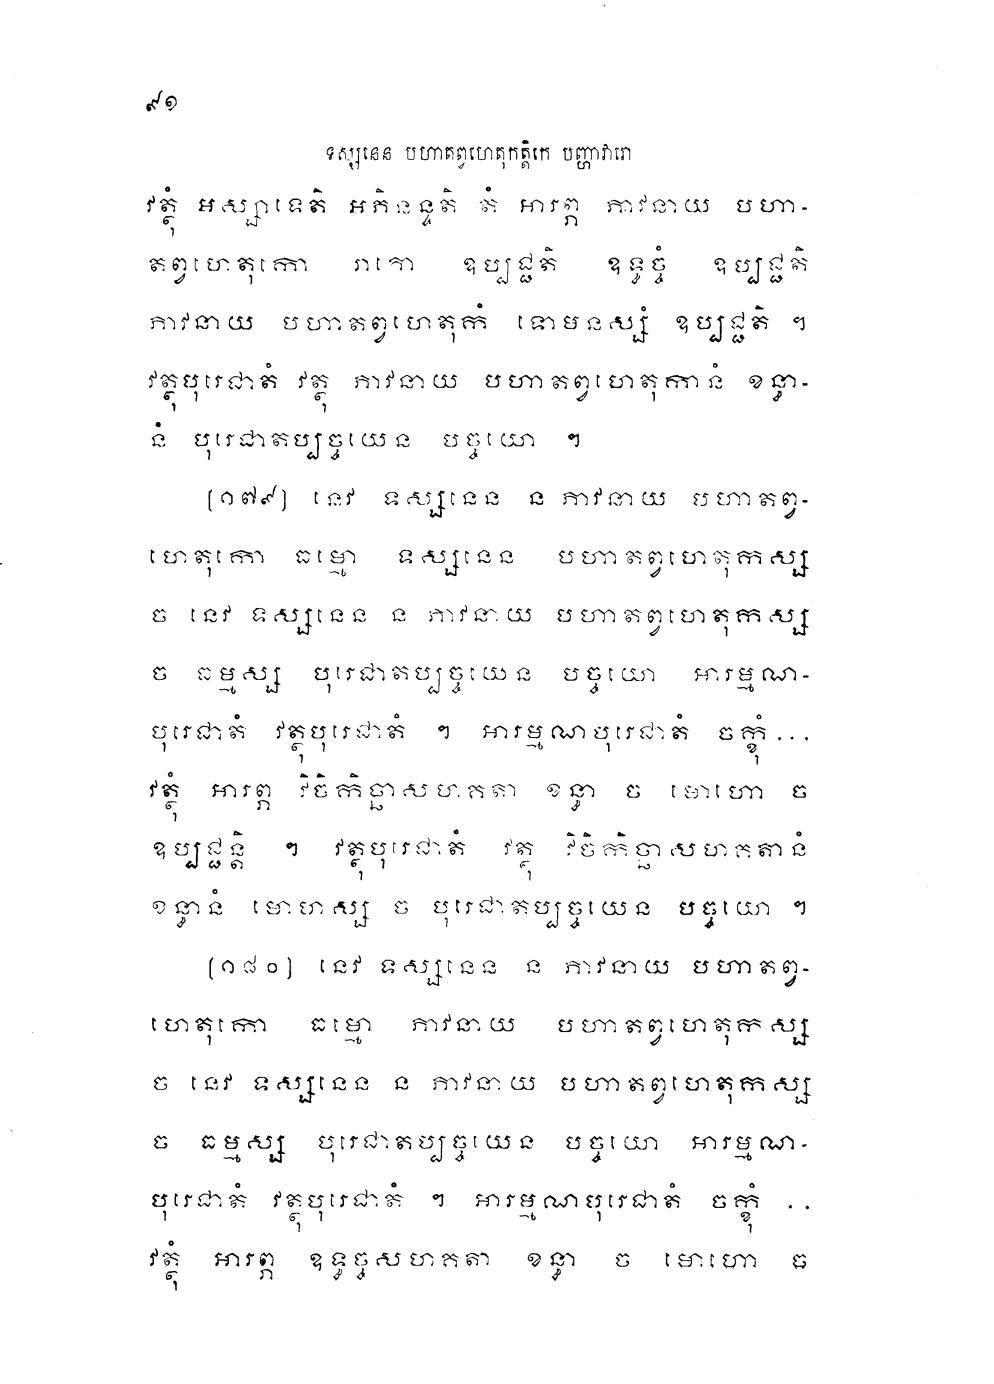 ៩១
ទស្សនេន បហាតព្វហេតុកត្តិកេ បញ្ហាវារោ
វត្ថុំ អស្សាទេតិ អភិនន្ទតិ តំ អារព្ភ ភាវនាយ បហា-
តព្វហេតុកោ រាគោ ឧប្បជ្ជតិ ឧទ្ធច្ចំ ឧប្បជ្ជតិ
ភាវនាយ បហាតព្វហេតុកំ ទោមនស្សំ ឧប្បជ្ជតិ ។
វត្ថុបុរេជាតំ វត្ថុ ភាវនាយ បហាតព្វហេតុកានំ ខន្ធា-
នំ បុរេជាតប្បច្ចយេន បច្ចយោ ។
(១៧៩) នេវ ទស្សនេន ន ភាវនាយ បហាតព្វ-
ហេតុកោ ធម្មោ ទស្សនេន បហាតព្វហេតុកស្ស
ច នេវ ទស្សនេន ន ភាវនាយ បហាតព្វហេតុកស្ស
ច ធម្មស្ស បុរេជាតប្បច្ចយេន បច្ចយោ អារម្មណ-
បុរេជាតំ វត្ថុបុរេជាតំ ។ អារម្មណបុរេជាតំ ចក្ខុំ...
វត្ថុំ អារព្ភ វិចិកិច្ឆាសហគតា ខន្ធា ច មោហោ ច
ឧប្បជ្ជន្តិ ។ វត្ថុបុរេជាតំ វត្ថុ វិចិកិច្ឆាសហគតានំ
ខន្ធានំ មោហស្ស ច បុរេជាតប្បច្ចយេន បច្ចយោ ។
(១៨០) នេវ ទស្សនេន ន ភាវនាយ បហាតព្វ-
ហេតុកោ ធម្មោ ភាវនាយ បហាតព្វហេតុកស្ស
ច នេវ ទស្សនេន ន ភាវនាយ បហាតព្វហេតុកស្ស
ច ធម្មស្ស បុរេជាតប្បច្ចយេន បច្ចយោ អារម្មណ-
បុរេជាតំ វត្ថុបុរេជាតំ ។ អារម្មណបុរេជាតំ ចក្ខុំ ..
វត្ថុំ អារព្ភ ឧទ្ធច្ចសហគតា ខន្ធា ច មោហោ ច